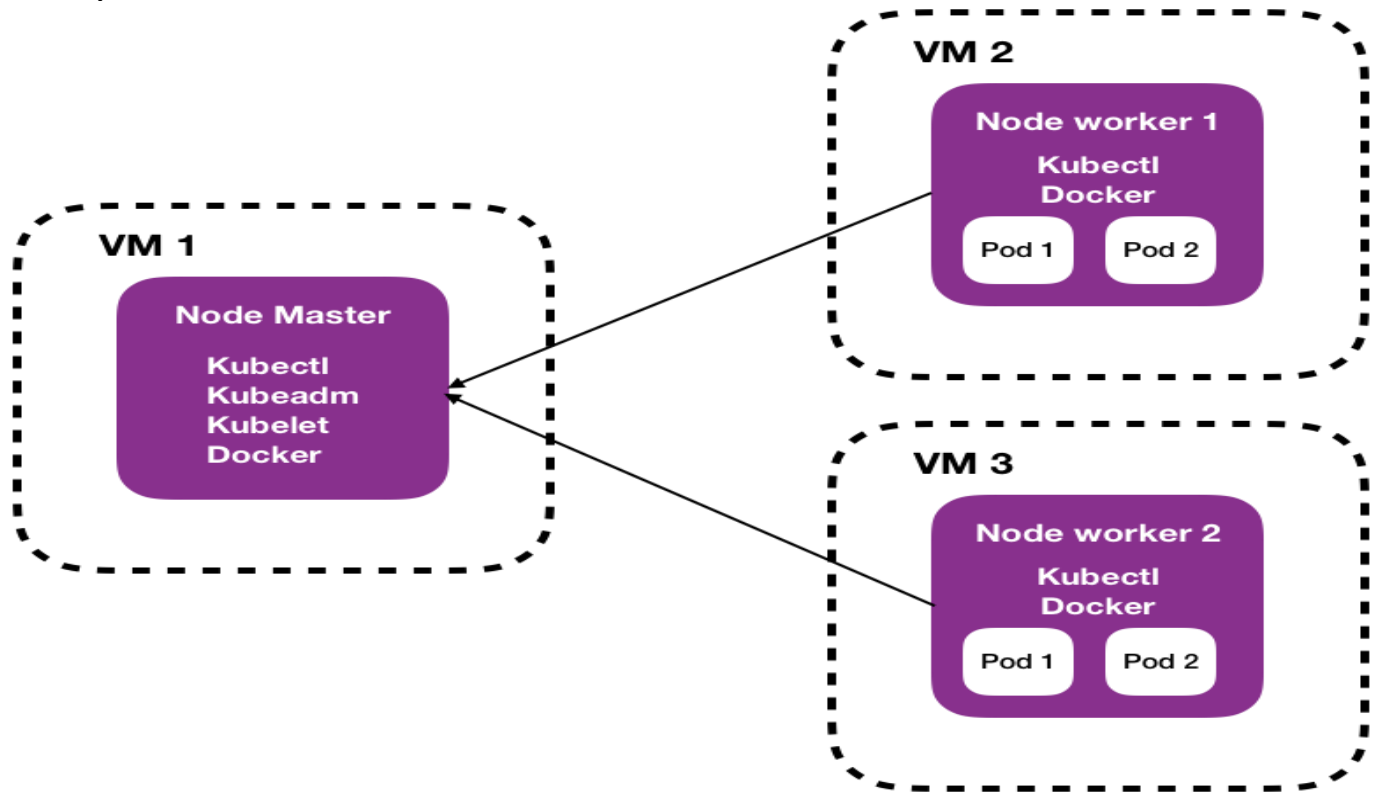 VM 1
Node Master
Kubectl
Kubeadm
Kubelet
Docker
VM 2
Node worker 1
Kubectl
Docker
Pod 1
Pod 2
VM 3
Node worker 2
Kubectl
Docker
Pod 1
Pod 2